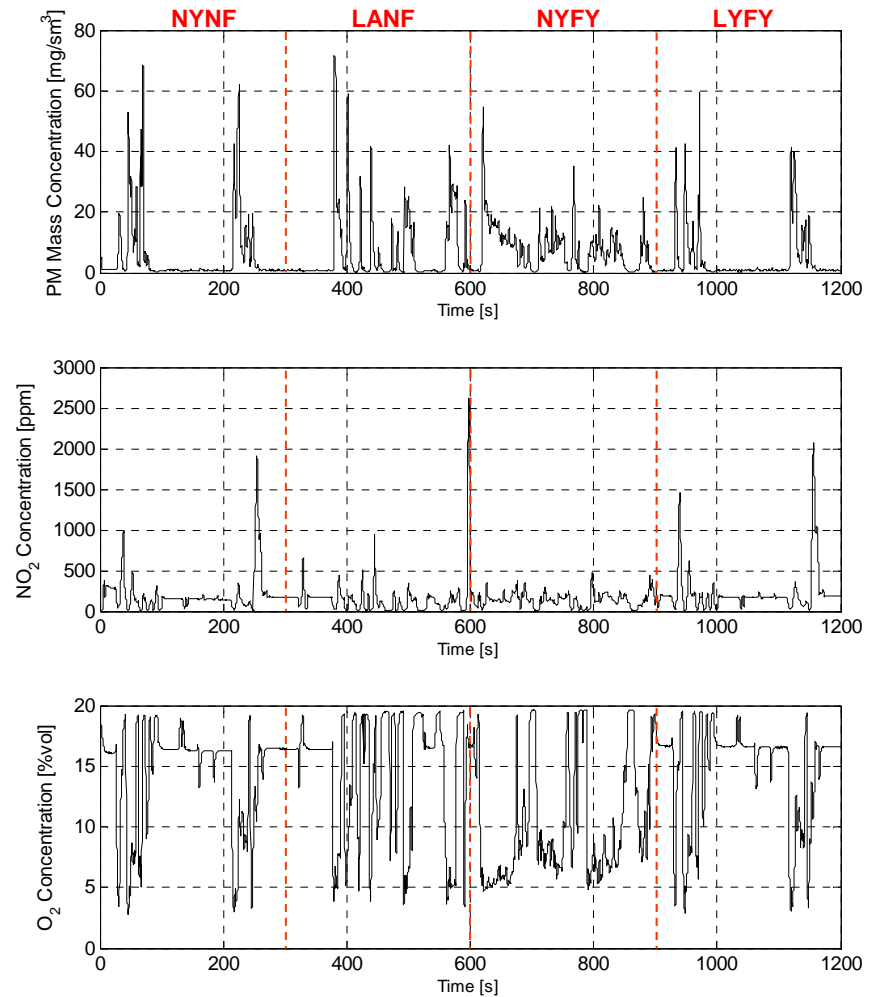 NYNF LANF NYFY LYFY
PM Mass Concentration [mg/sm³]
80
60
40
20
0
0 200 400 600 800 1000 1200
Time [s]
NO₂ Concentration [ppm]
3000
2500
2000
1500
1000
500
0
0 200 400 600 800 1000 1200
Time [s]
O₂ Concentration [%vol]
20
15
10
5
0
0 200 400 600 800 1000 1200
Time [s]